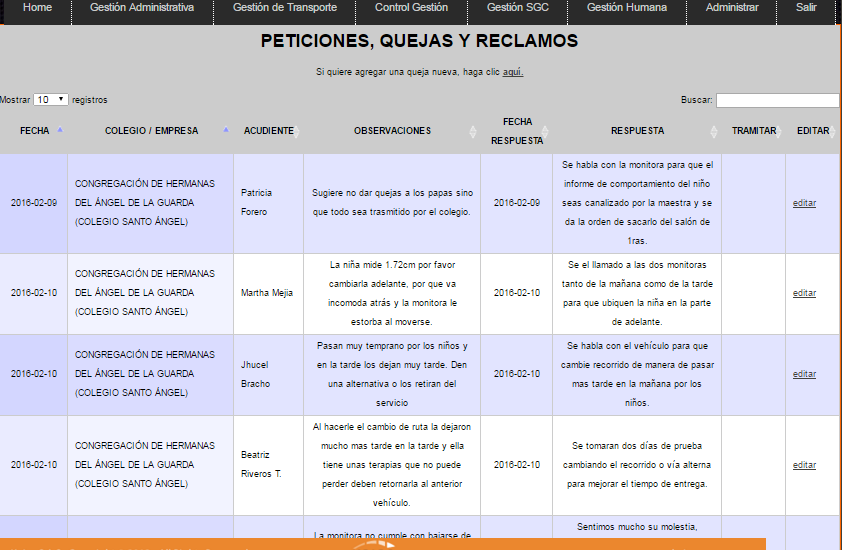 Home Gestión Administrativa Gestión de Transporte Control Gestión Gestión SGC Gestión Humana Administrar Salir
PETICIONES, QUEJAS Y RECLAMOS
Si quiere agregar una queja nueva, haga clic aquí.
Mostrar 10 registros Buscar:
FECHA COLEGIO / EMPRESA ACUDIENTE OBSERVACIONES FECHA RESPUESTA RESPUESTA TRAMITAR EDITAR
2016-02-09
CONGREGACIÓN DE HERMANAS
DEL ÁNGEL DE LA GUARDA
(COLEGIO SANTO ÁNGEL)
Patricia
Forero
Sugiere no dar quejas a los papas sino
que todo sea trasmitido por el colegio.
2016-02-09
Se habla con la monitora para que el
informe de comportamiento del niño
seas canalizado por la maestra y se
da la orden de sacarlo del salón de
1ras.
editar
2016-02-10
CONGREGACIÓN DE HERMANAS
DEL ÁNGEL DE LA GUARDA
(COLEGIO SANTO ÁNGEL)
Martha Mejia
La niña mide 1.72cm por favor
cambiarla adelante, por que va
incomoda atrás y la monitora le
estorba al moverse.
2016-02-10
Se el llamado a las dos monitoras
tanto de la mañana como de la tarde
para que ubiquen la niña en la parte
de adelante.
editar
2016-02-10
CONGREGACIÓN DE HERMANAS
DEL ÁNGEL DE LA GUARDA
(COLEGIO SANTO ÁNGEL)
Jhucel
Bracho
Pasan muy temprano por los niños y
en la tarde los dejan muy tarde. Den
una alternativa o los retiran del
servicio
2016-02-10
Se habla con el vehículo para que
cambie recorrido de manera de pasar
mas tarde en la mañana por los
niños.
editar
2016-02-10
CONGREGACIÓN DE HERMANAS
DEL ÁNGEL DE LA GUARDA
(COLEGIO SANTO ÁNGEL)
Beatriz
Riveros T.
Al hacerle el cambio de ruta la dejaron
mucho mas tarde en la tarde y ella
tiene unas terapias que no puede
perder deben retornarla al anterior
vehículo.
2016-02-10
Se tomaran dos días de prueba
cambiando el recorrido o vía alterna
para mejorar el tiempo de entrega.
editar
La monitora no cumple con bajarse de
Sentimos mucho su molestia,